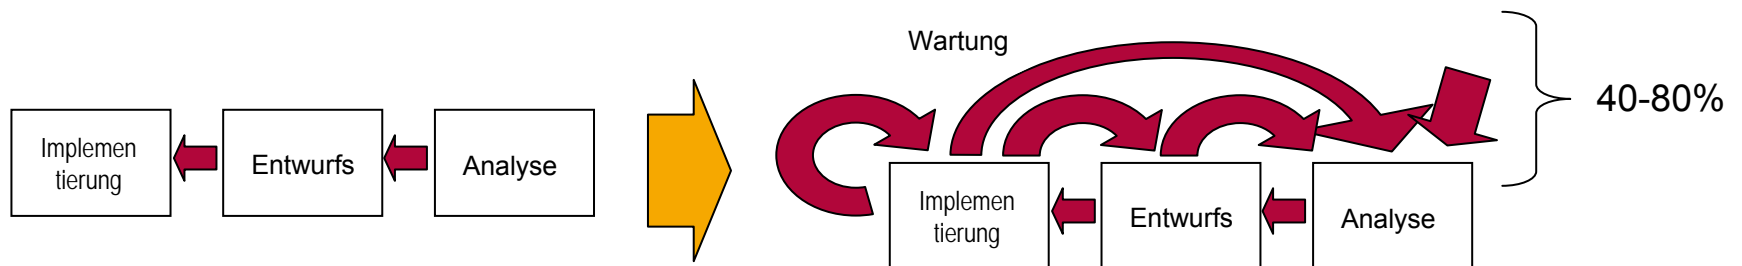 Wartung
40-80%
Implemen
tierung
Entwurfs
Analyse
Implemen
tierung
Entwurfs
Analyse